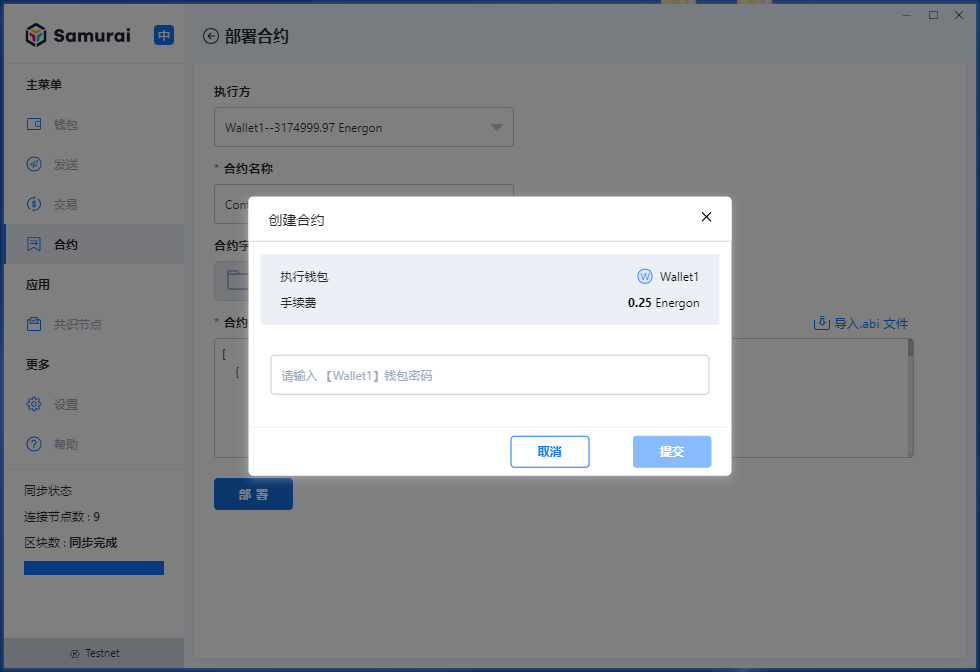 Samurai
中
部署合约
主菜单
钱包
发送
交易
合约
应用
共识节点
更多
设置
帮助
同步状态
连接节点数 : 9
区块数 : 同步完成
Testnet
执行方
Wallet1--3174999.97 Energon
* 合约名称
Con
合约字
* 合约
导入.abi 文件
[
{
部 署
创建合约
执行钱包
W Wallet1
手续费
0.25 Energon
请输入 【Wallet1】钱包密码
取消
提交